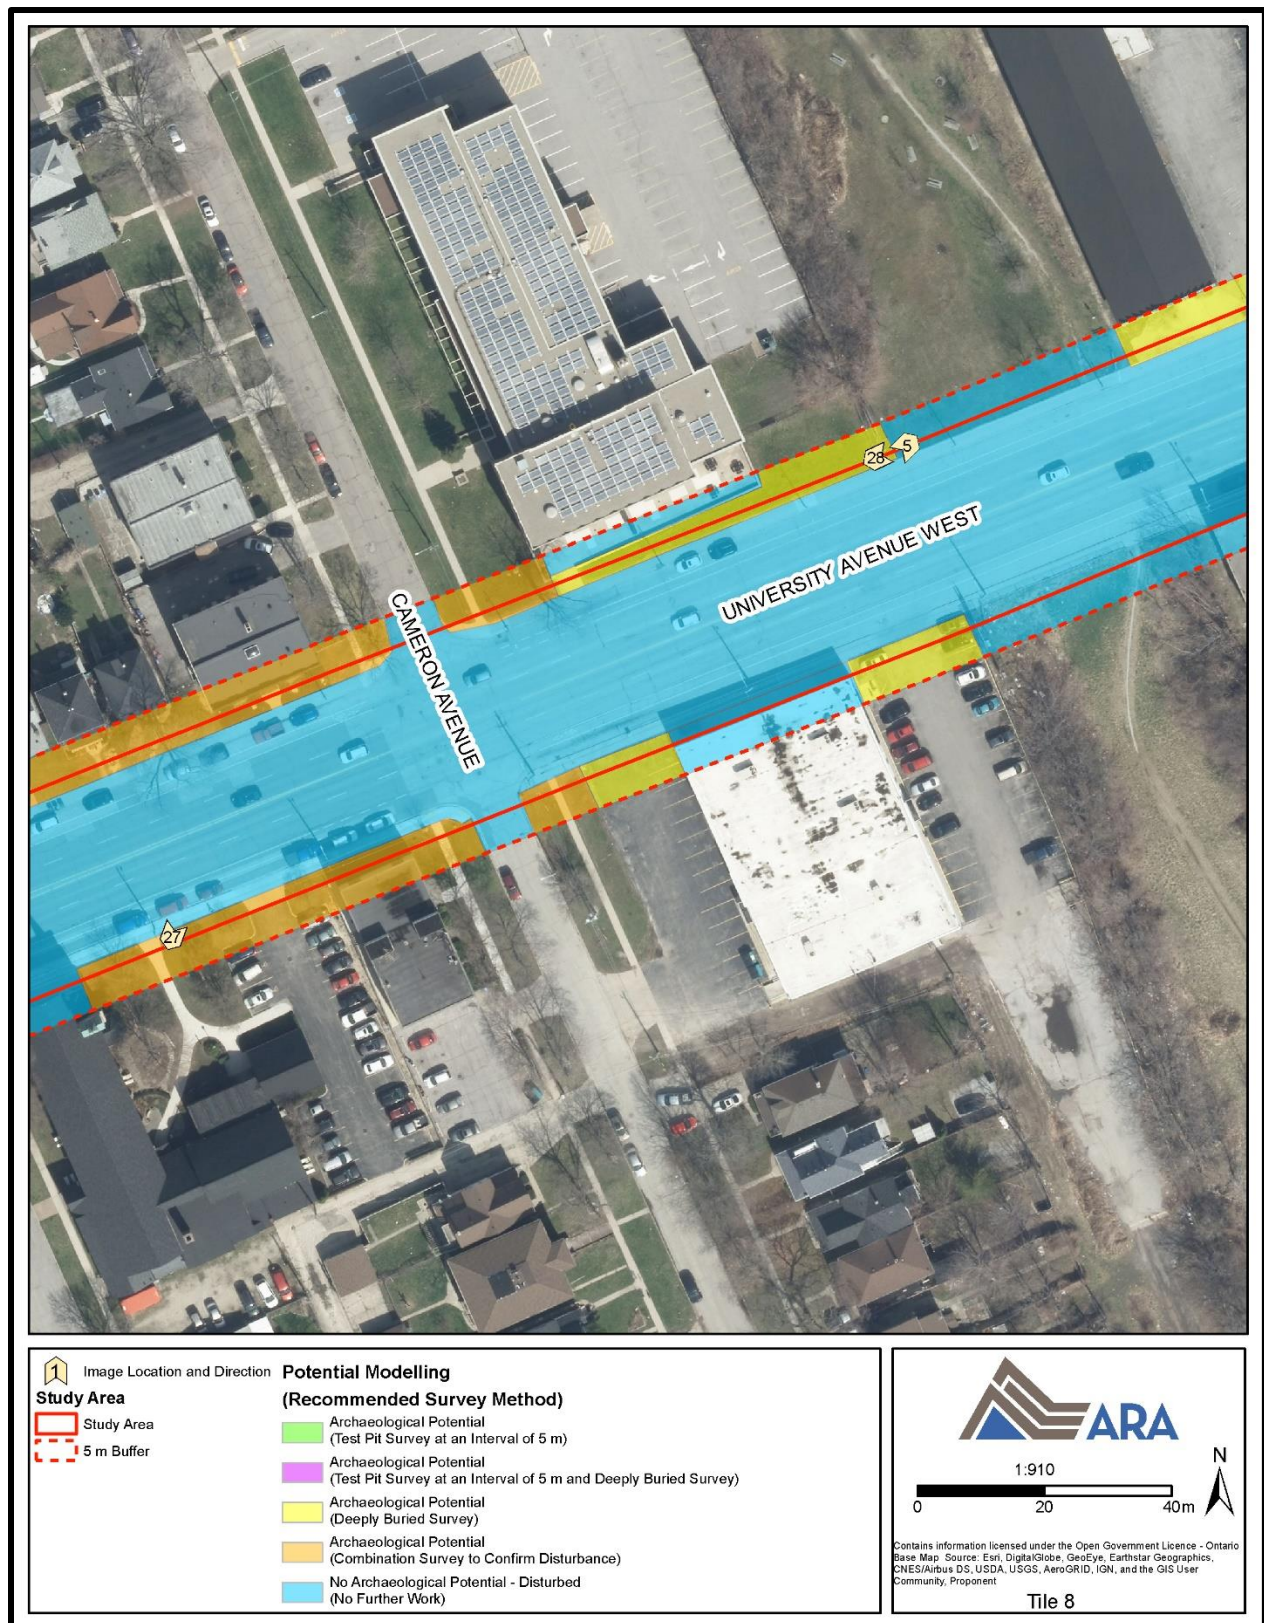 5
28
UNIVERSITY AVENUE WEST
CAMERON AVENUE
27
1 Image Location and Direction
Study Area
Study Area
5 m Buffer
Potential Modelling
(Recommended Survey Method)
Archaeological Potential
(Test Pit Survey at an Interval of 5 m)
Archaeological Potential
(Test Pit Survey at an Interval of 5 m and Deeply Buried Survey)
Archaeological Potential
(Deeply Buried Survey)
Archaeological Potential
(Combination Survey to Confirm Disturbance)
No Archaeological Potential - Disturbed
(No Further Work)
ARA
N
1:910
0 20 40m
Contains information licensed under the Open Government Licence - Ontario
Base Map Source: Esri, DigitalGlobe, GeoEye, Earthstar Geographics,
CNES/Airbus DS, USDA, USGS, AeroGRID, IGN, and the GIS User
Community, Proponent
Tile 8